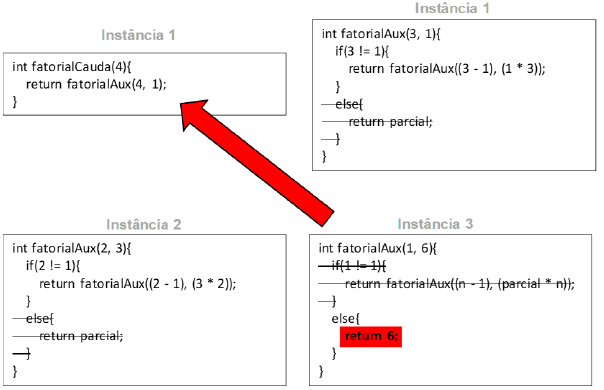 Instância 1
int fatorialCauda(4){
return fatorialAux(4, 1);
}
Instância 1
int fatorialAux(3, 1){
if(3 != 1){
return fatorialAux((3 - 1), (1 * 3));
}
else{
return parcial;
}
}
Instância 2
int fatorialAux(2, 3){
if(2 != 1){
return fatorialAux((2 - 1), (3 * 2));
}
else{
return parcial;
}
}
Instância 3
int fatorialAux(1, 6){
if(1 != 1){
return fatorialAux((n - 1), (parcial * n));
}
else{
return 6;
}
}